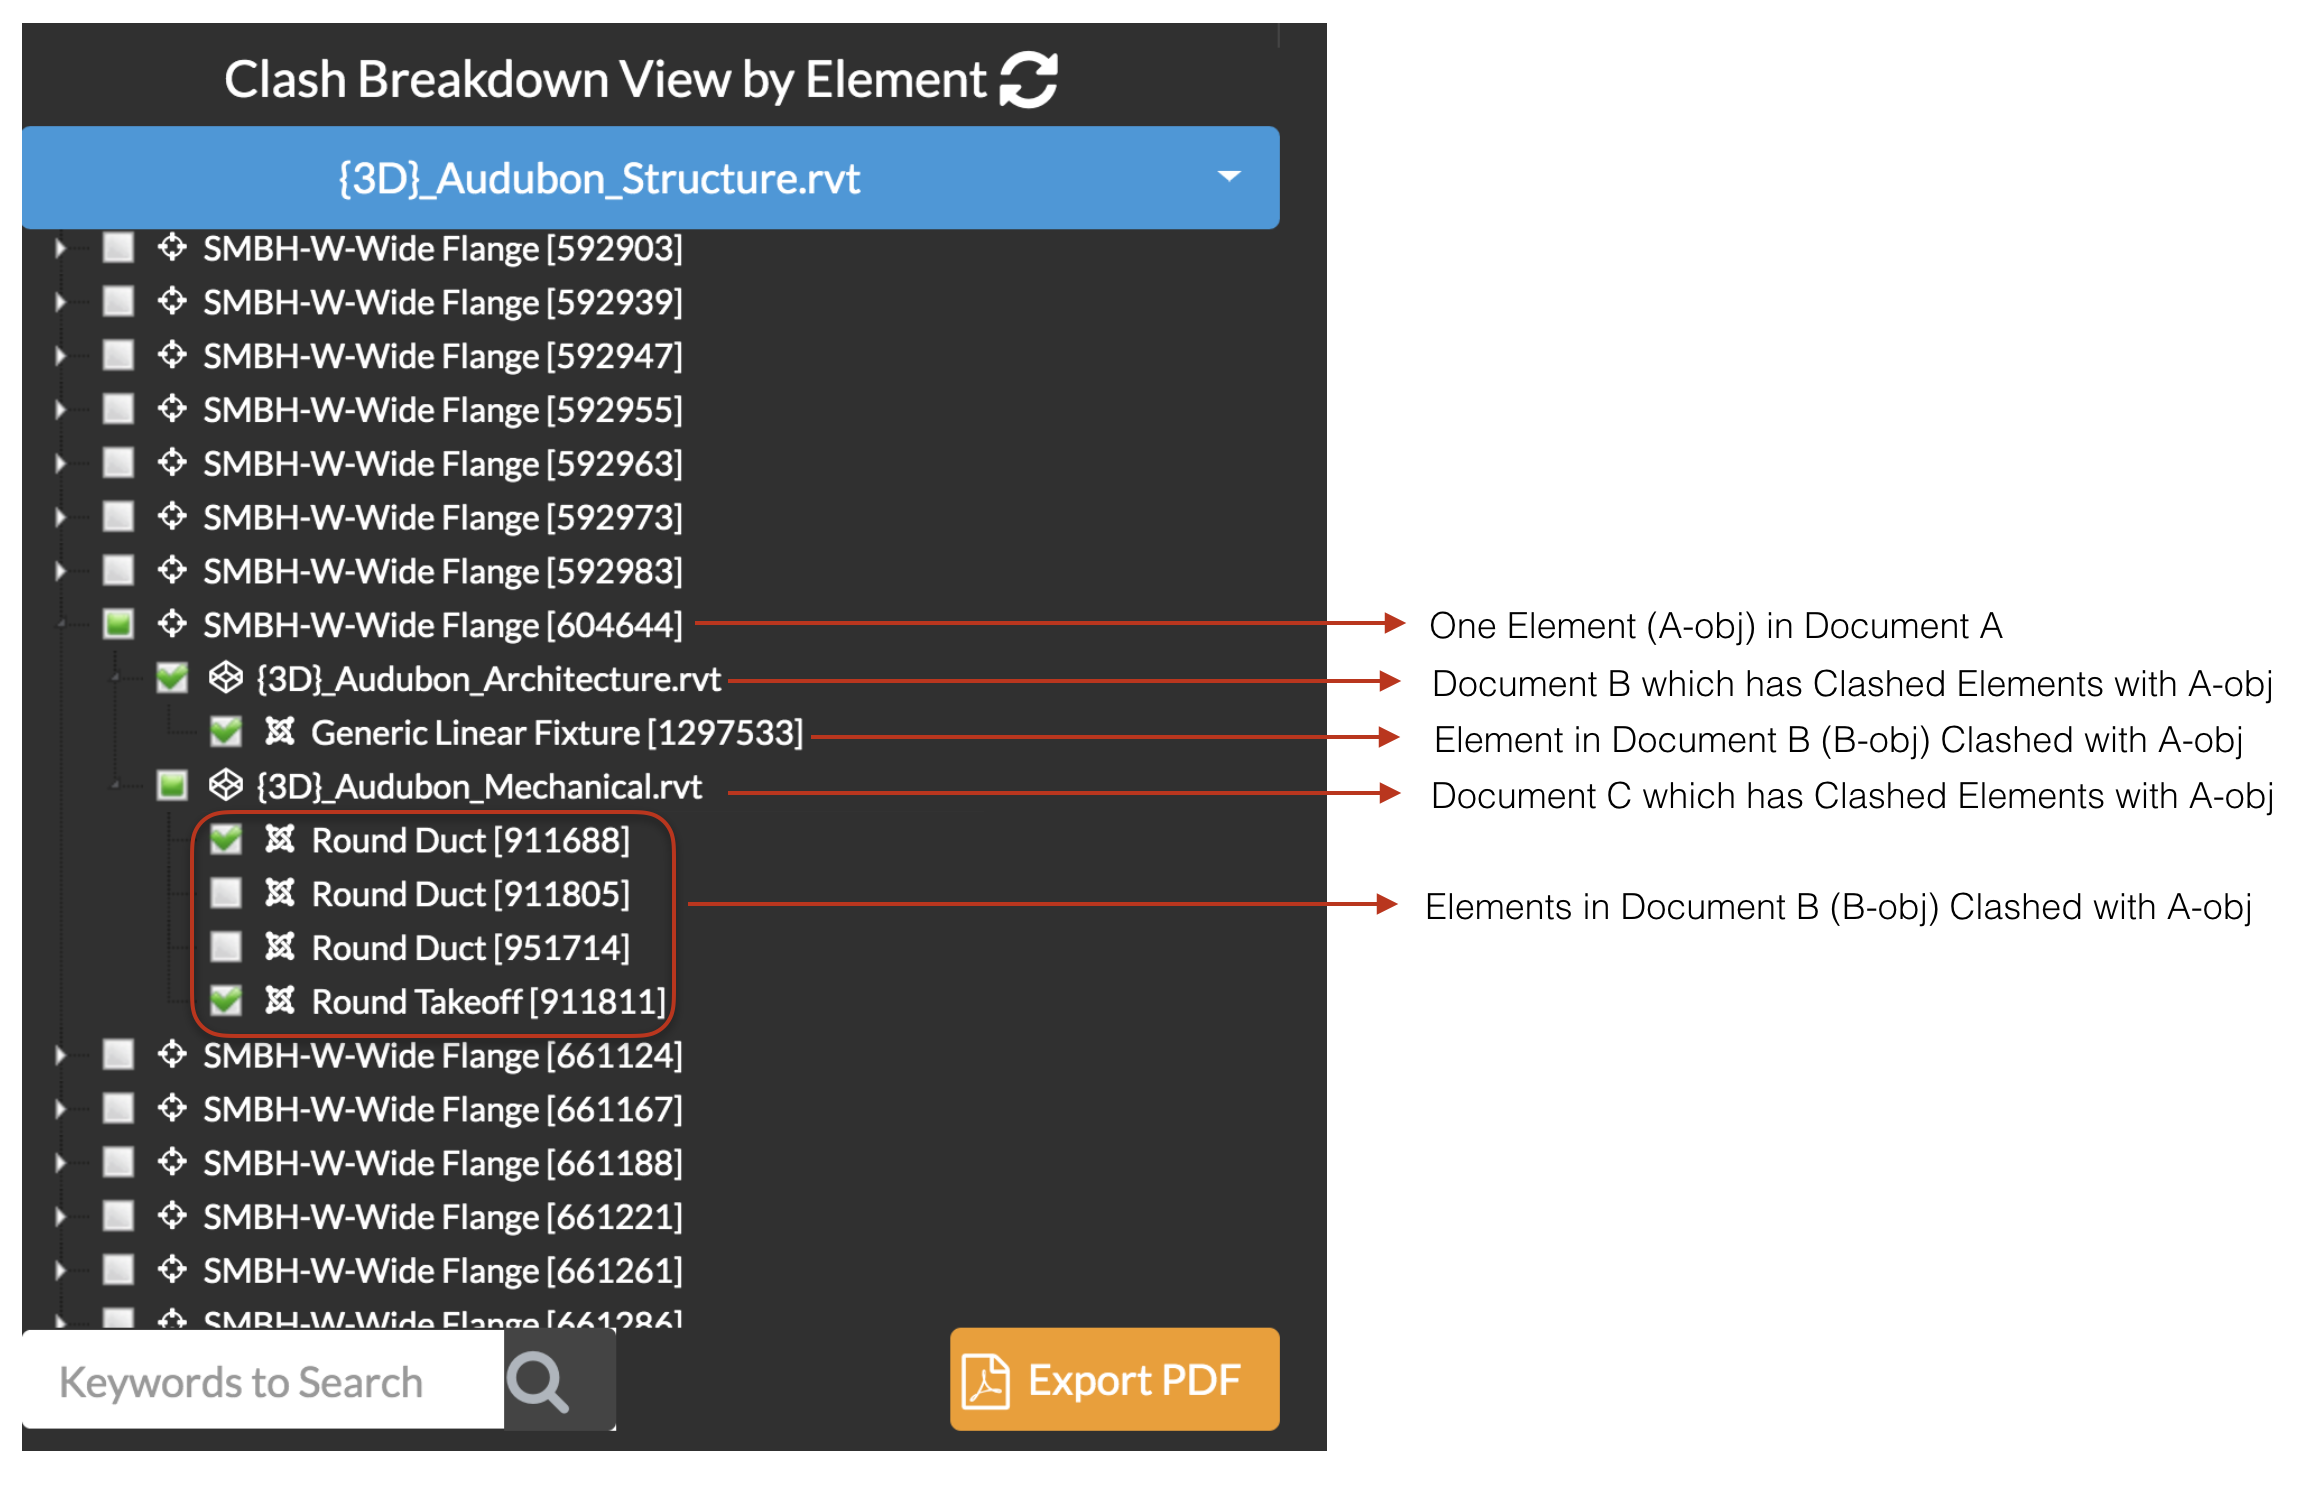 Clash Breakdown View by Element
{3D}_Audubon_Structure.rvt
SMBH-W-Wide Flange [592903]
SMBH-W-Wide Flange [592939]
SMBH-W-Wide Flange [592947]
SMBH-W-Wide Flange [592955]
SMBH-W-Wide Flange [592963]
SMBH-W-Wide Flange [592973]
SMBH-W-Wide Flange [592983]
SMBH-W-Wide Flange [604644]
One Element (A-obj) in Document A
{3D}_Audubon_Architecture.rvt
Document B which has Clashed Elements with A-obj
Generic Linear Fixture [1297533]
Element in Document B (B-obj) Clashed with A-obj
{3D}_Audubon_Mechanical.rvt
Document C which has Clashed Elements with A-obj
Round Duct [911688]
Round Duct [911805]
Elements in Document B (B-obj) Clashed with A-obj
Round Duct [951714]
Round Takeoff [911811]
SMBH-W-Wide Flange [661124]
SMBH-W-Wide Flange [661167]
SMBH-W-Wide Flange [661188]
SMBH-W-Wide Flange [661221]
SMBH-W-Wide Flange [661261]
SMBH-W-Wide Flange [661286]
Keywords to Search
Export PDF